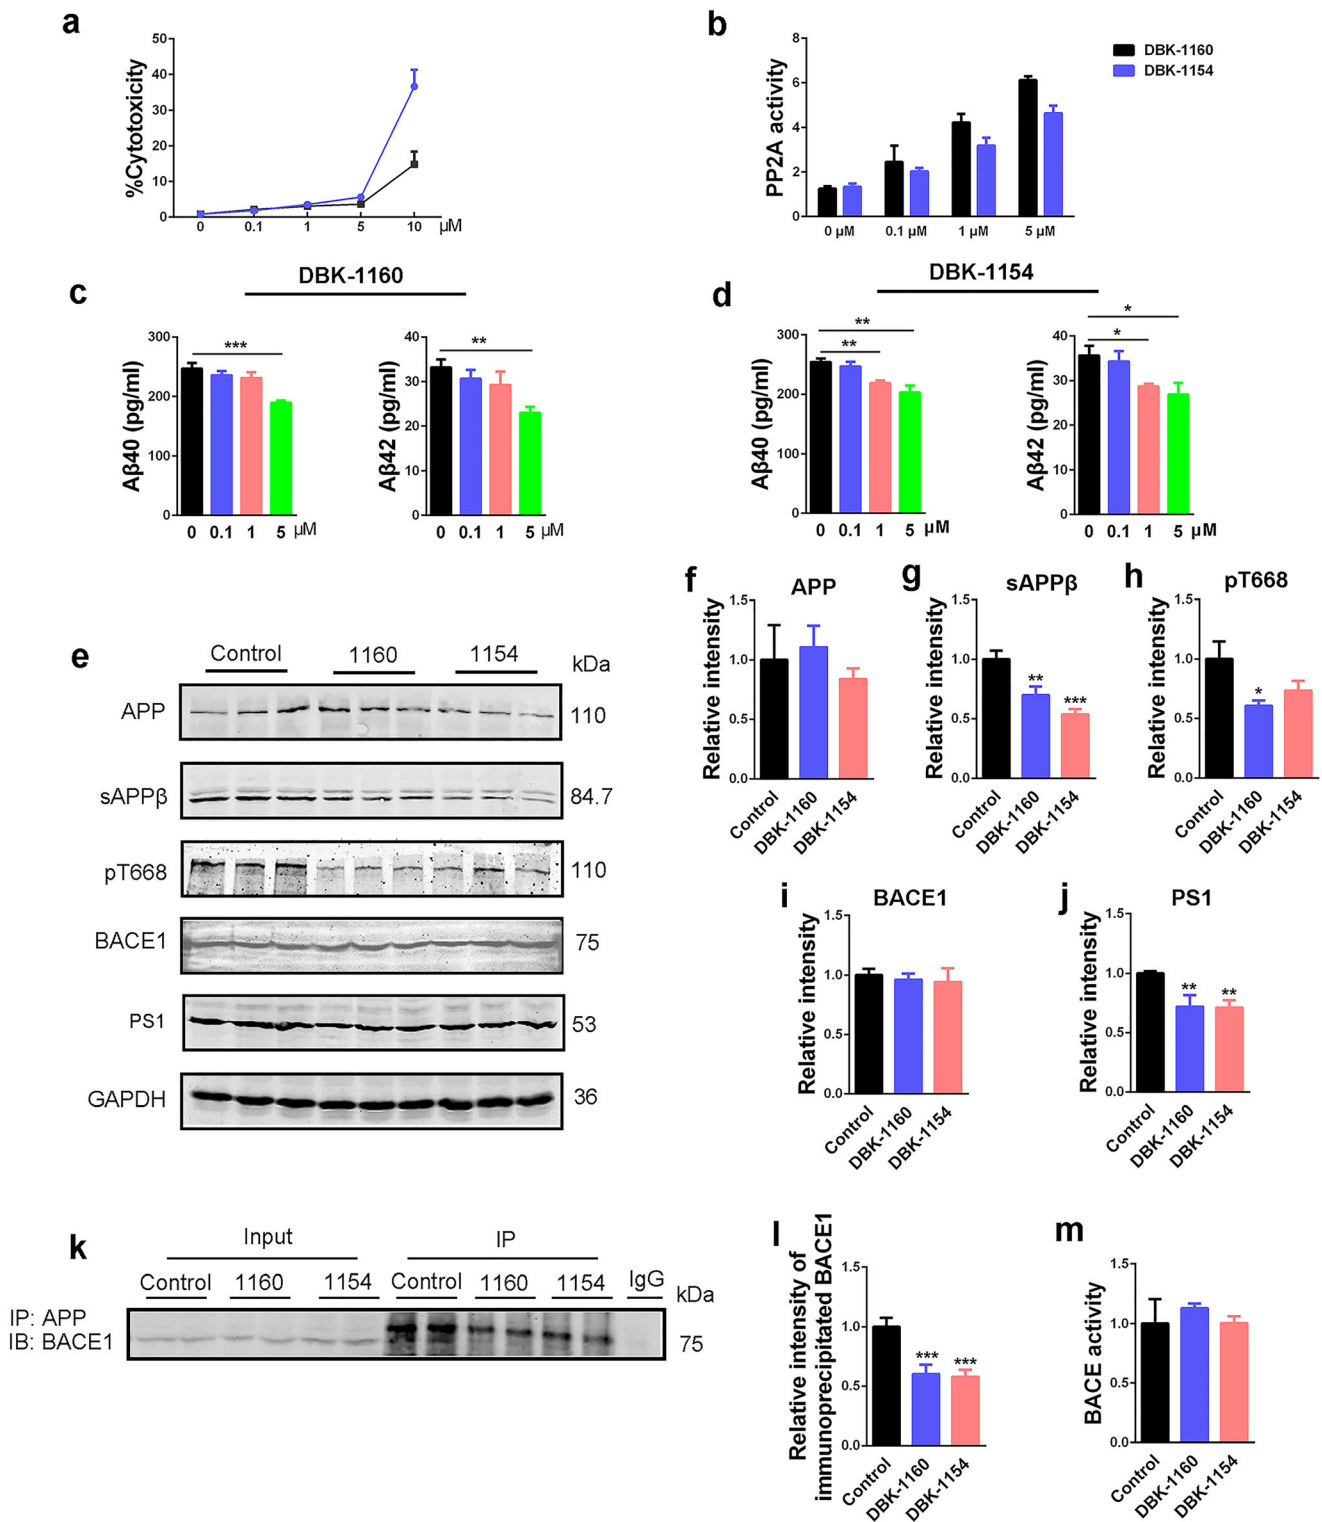 a
50
40
30
20
10
0
%Cytotoxicity
0 0.1 1 5 10 µM
b
8
6
4
2
0
PP2A activity
0 µM 0.1 µM 1 µM 5 µM
DBK-1160
DBK-1154
c
DBK-1160
300
200
100
0
Aβ40 (pg/ml)
***
0 0.1 1 5 µM
40
30
20
10
0
Aβ42 (pg/ml)
**
0 0.1 1 5 µM
d
DBK-1154
300
200
100
0
Aβ40 (pg/ml)
**
**
0 0.1 1 5 µM
40
30
20
10
0
Aβ42 (pg/ml)
*
*
0 0.1 1 5 µM
e
Control 1160 1154 kDa
APP 110
sAPPβ 84.7
pT668 110
BACE1 75
PS1 53
GAPDH 36
f
APP
1.5
1.0
0.5
0.0
Relative intensity
Control DBK-1160 DBK-1154
g
sAPPβ
1.5
1.0
0.5
0.0
Relative intensity
** ***
Control DBK-1160 DBK-1154
h
pT668
1.5
1.0
0.5
0.0
Relative intensity
*
Control DBK-1160 DBK-1154
i
BACE1
1.5
1.0
0.5
0.0
Relative intensity
Control DBK-1160 DBK-1154
j
PS1
1.5
1.0
0.5
0.0
Relative intensity
** **
Control DBK-1160 DBK-1154
k
Input IP
Control 1160 1154 Control 1160 1154 IgG kDa
IP: APP
IB: BACE1
75
l
1.5
1.0
0.5
0.0
Relative intensity of
immunoprecipitated BACE1
*** ***
Control DBK-1160 DBK-1154
m
1.5
1.0
0.5
0.0
BACE activity
Control DBK-1160 DBK-1154